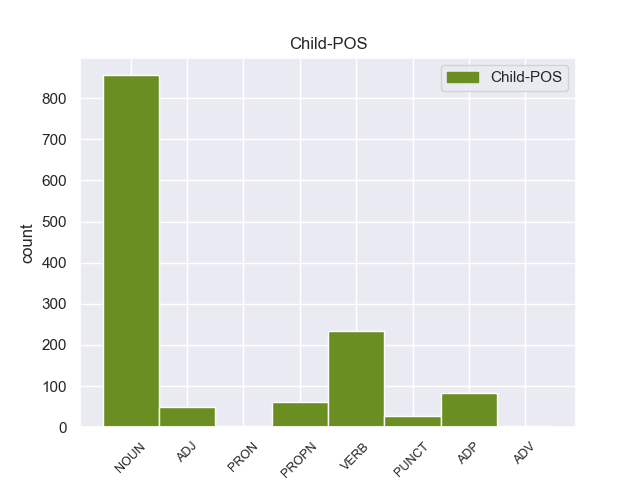 Child-POS
Child-POS
800
700
600
500
400
300
200
100
0
count
NOUN
ADJ
PRON
PROPN
VERB
PUNCT
ADP
ADV